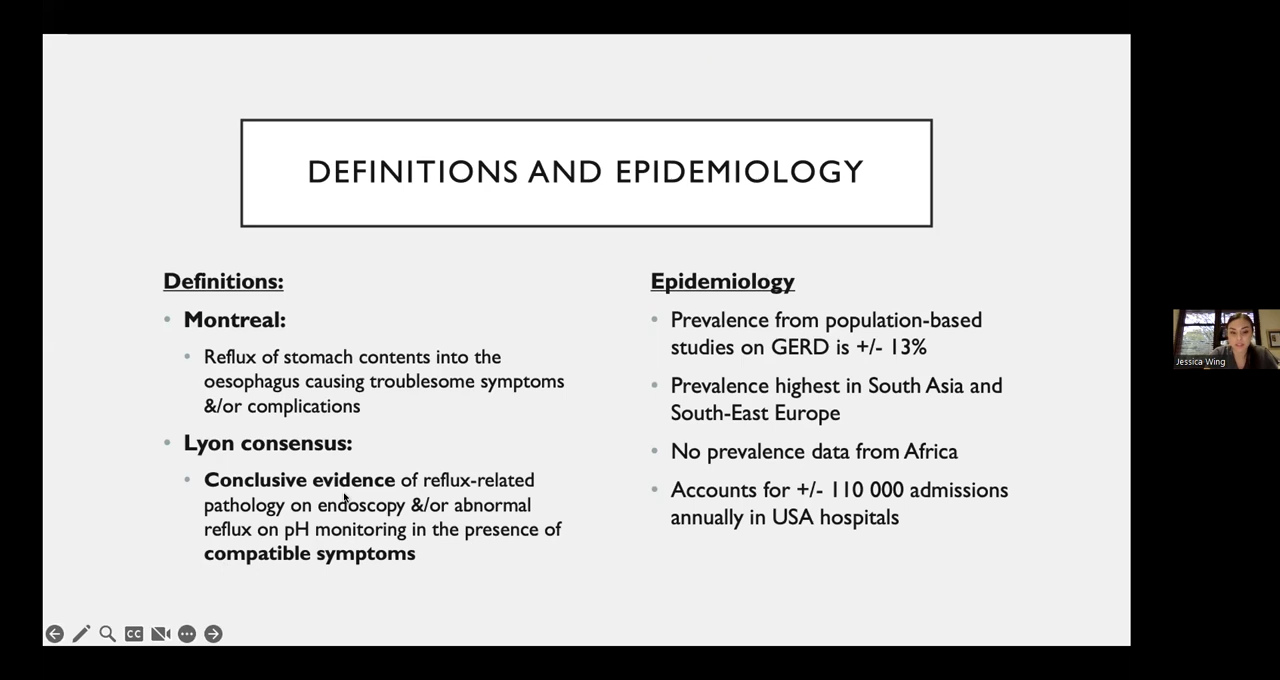 DEFINITIONS AND EPIDEMIOLOGY
Definitions:
Montreal:
Reflux of stomach contents into the
oesophagus causing troublesome symptoms
&/or complications
Lyon consensus:
Conclusive evidence of reflux-related
pathology on endoscopy &/or abnormal
reflux on pH monitoring in the presence of
compatible symptoms
Epidemiology
Prevalence from population-based
studies on GERD is +/- 13%
Prevalence highest in South Asia and
South-East Europe
No prevalence data from Africa
Accounts for +/- 110 000 admissions
annually in USA hospitals
Jessica Wing
CC